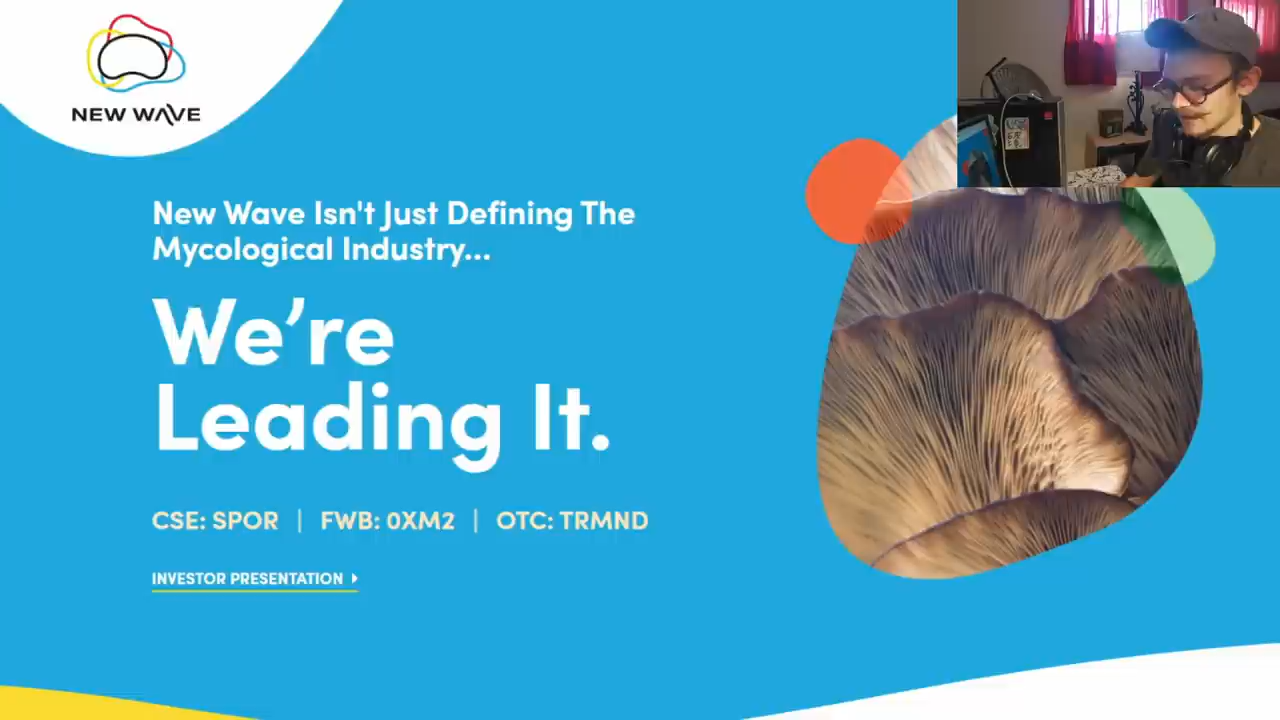 NEW WAVE
New Wave Isn't Just Defining The
Mycological Industry...
We're
Leading It.
CSE: SPOR | FWB: 0XM2 | OTC: TRMND
INVESTOR PRESENTATION